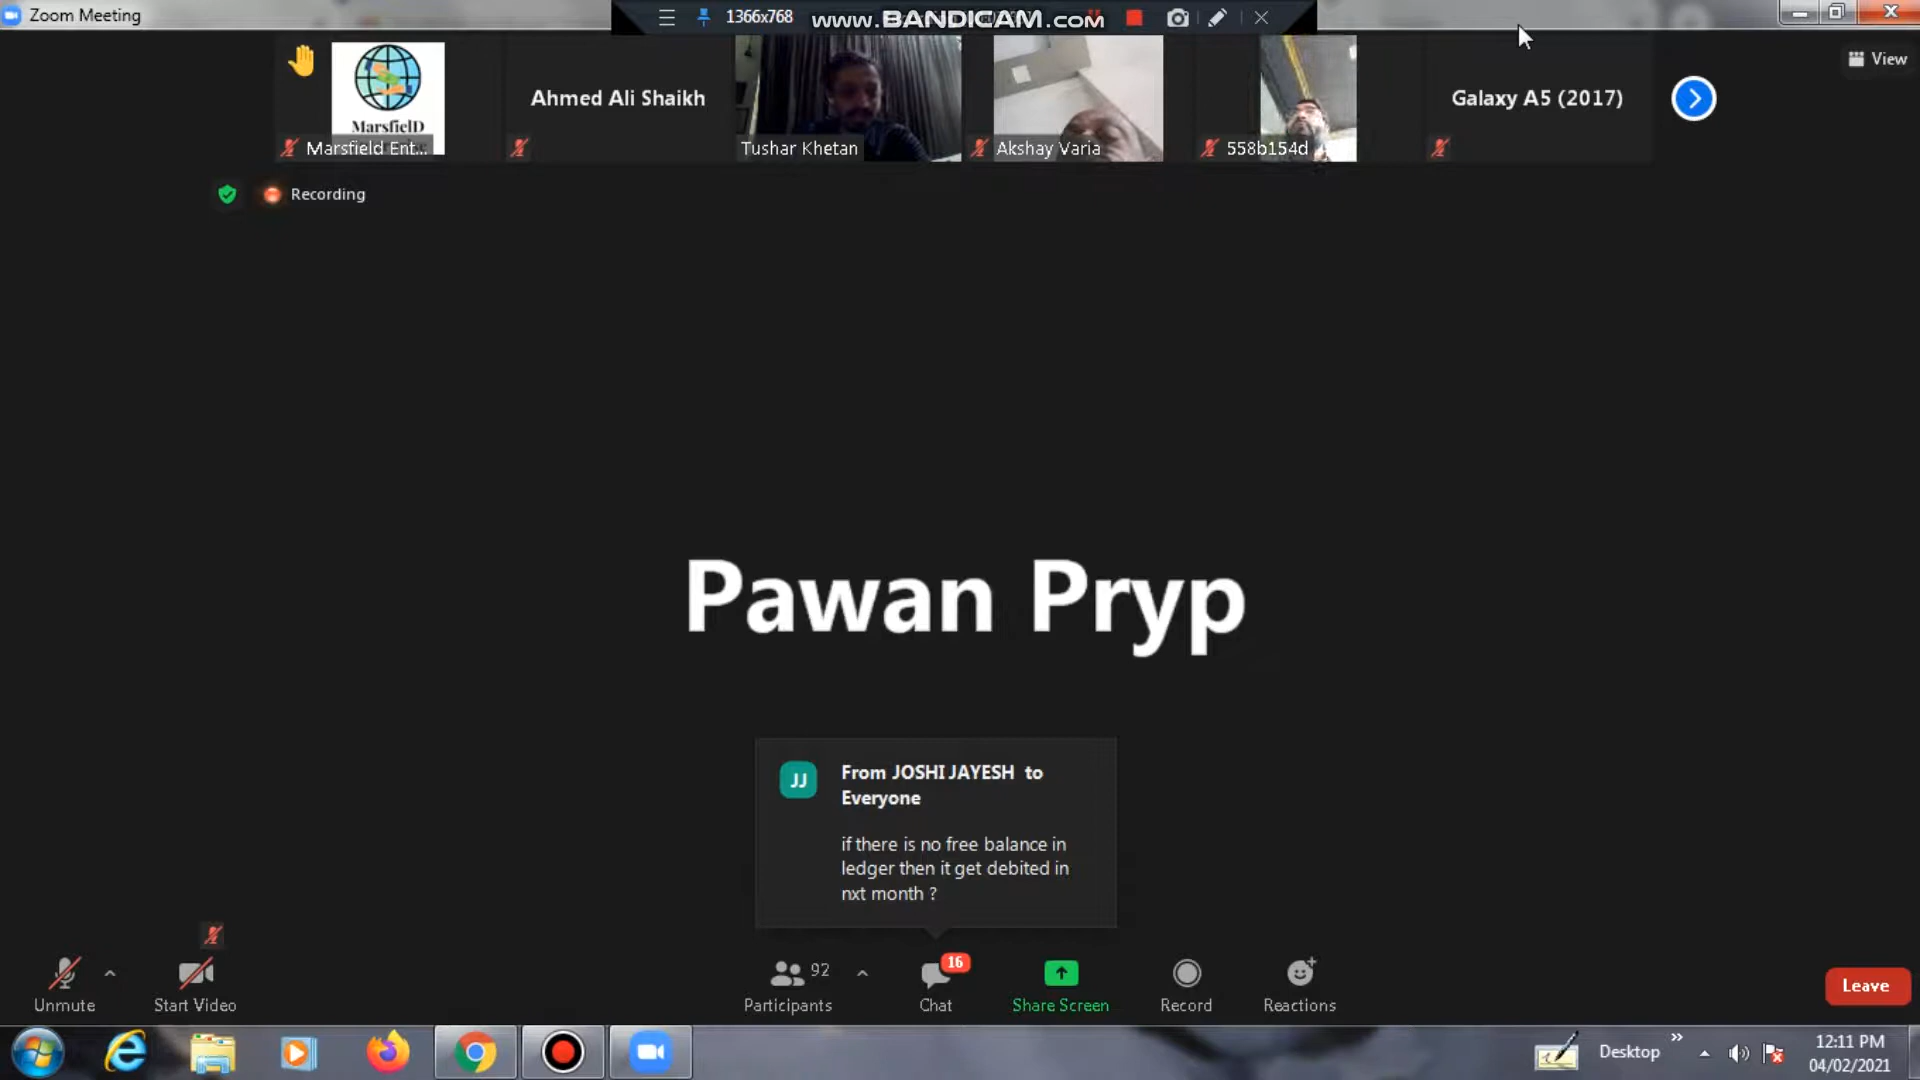 Zoom Meeting
1366x768
www.BANDICAM.com
View
MarsfielD
Marsfield Ent...
Ahmed Ali Shaikh
Tushar Khetan
Akshay Varia
558b154d
Galaxy A5 (2017)
Recording
Pawan Pryp
JJ
From JOSHI JAYESH to
Everyone
if there is no free balance in
ledger then it get debited in
nxt month ?
Unmute
Start Video
92
Participants
16
Chat
Share Screen
Record
Reactions
Leave
Desktop
12:11 PM
04/02/2021